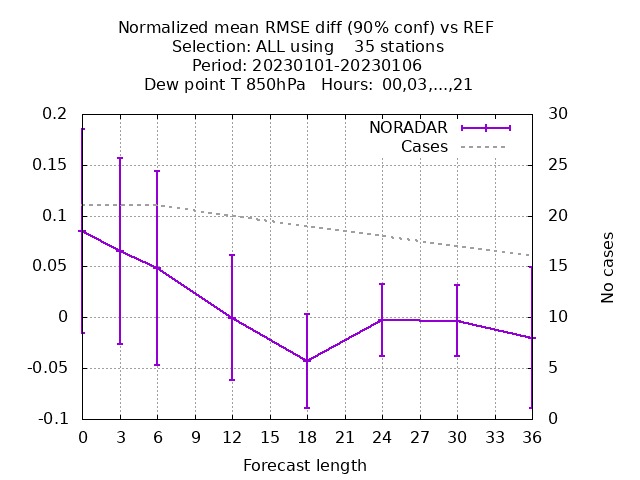 Normalized mean RMSE diff (90% conf) vs REF
Selection: ALL using    35 stations
Period: 20230101-20230106
Dew point T 850hPa   Hours: 00,03,...,21
NORADAR
Cases
0.2
0.15
0.1
0.05
0
-0.05
-0.1
30
25
20
15
10
5
0
No cases
0 3 6 9 12 15 18 21 24 27 30 33 36
Forecast length